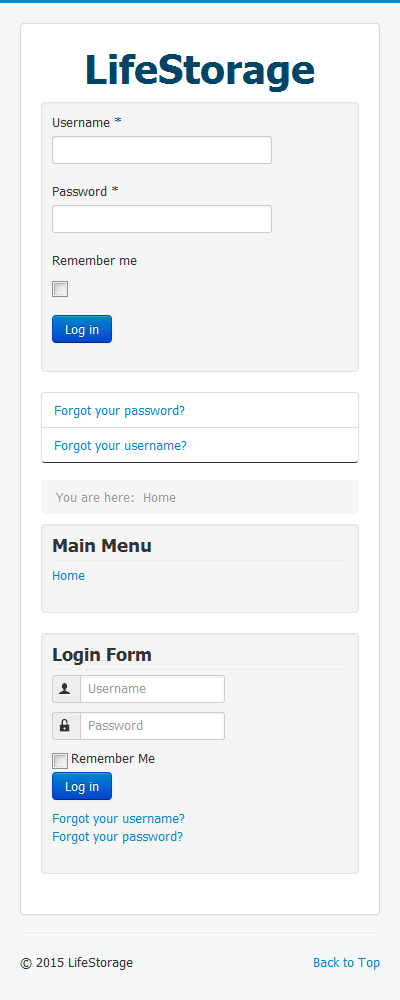 LifeStorage
Username *
Password *
Remember me
Log in
Forgot your password?
Forgot your username?
You are here: Home
Main Menu
Home
Login Form
Username
Password
Remember Me
Log in
Forgot your username?
Forgot your password?
© 2015 LifeStorage
Back to Top